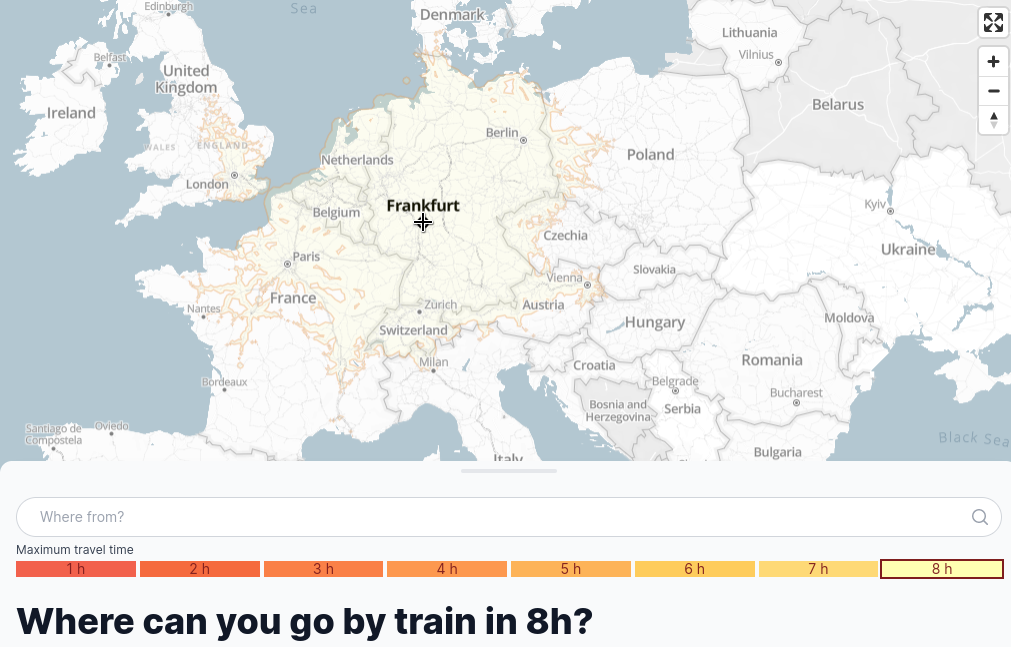 Edinburgh
Sea
Denmark
Lithuania
Vilnius
Belfast
United
Kingdom
Ireland
Belarus
Berlin
WALES
ENGLAND
Netherlands
Poland
London
Kyiv
Frankfurt
Belgium
Czechia
Ukraine
Paris
Slovakia
Vienna
France
Zürich
Austria
Nantes
Moldova
Hungary
Switzerland
Milan
Croatia
Romania
Bordeaux
Belgrade
Bucharest
Bosnia and
Herzegovina
Serbia
Santiago de
Compostela
Oviedo
Black Sea
Bulgaria
Italy
Where from?
Maximum travel time
1 h 2 h 3 h 4 h 5 h 6 h 7 h 8 h
Where can you go by train in 8h?